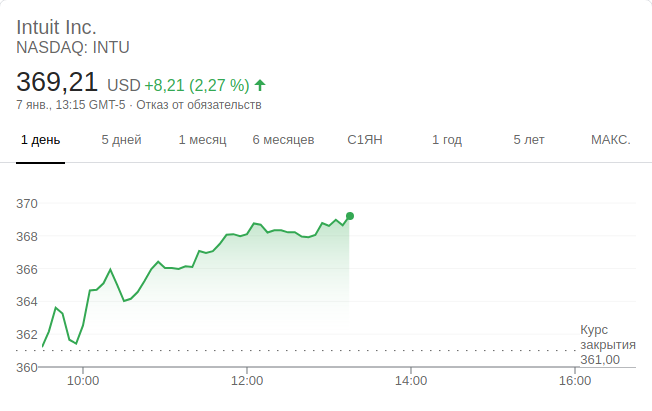 Intuit Inc.
NASDAQ: INTU
369,21 USD +8,21 (2,27 %)
7 янв., 13:15 GMT-5 · Отказ от обязательств
1 день 5 дней 1 месяц 6 месяцев С1ЯН 1 год 5 лет МАКС.
370
368
366
364
362
Курс
закрытия
361,00
360
10:00 12:00 14:00 16:00